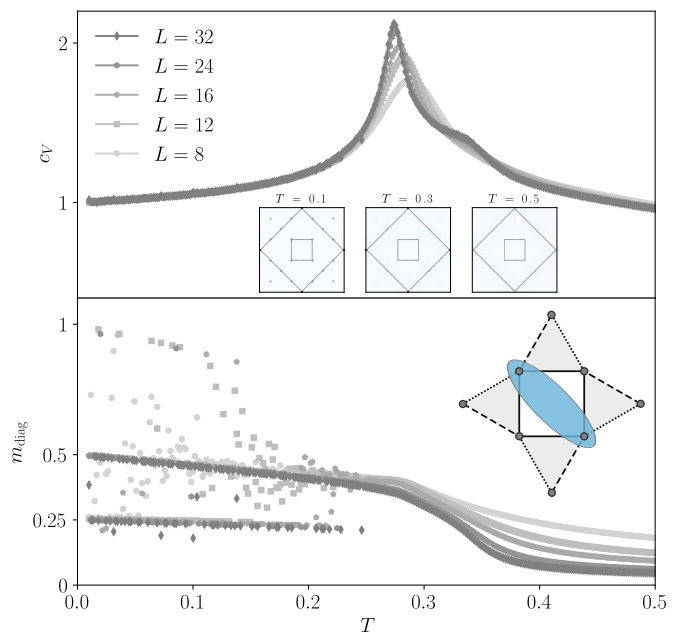 2
1
c_V
L = 32
L = 24
L = 16
L = 12
L = 8
T = 0.1 T = 0.3 T = 0.5
1
0.5
0.25
0
m_diag
0.0 0.1 0.2 0.3 0.4 0.5
T